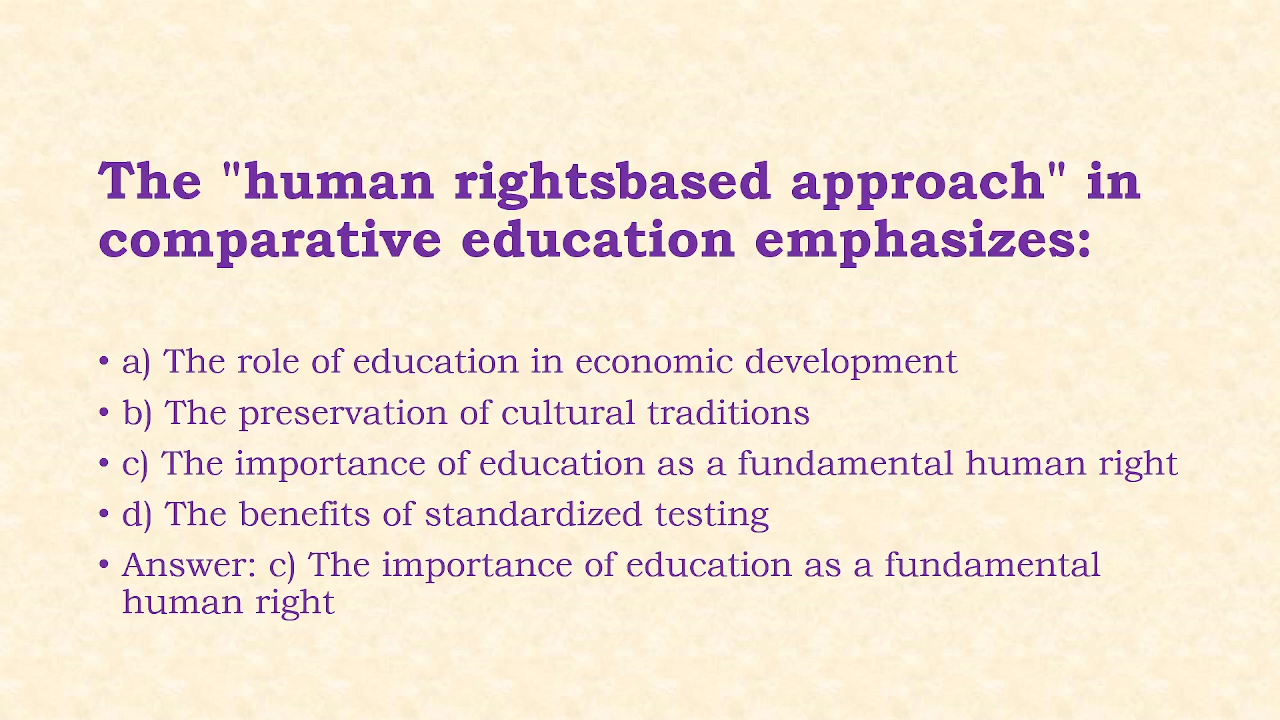 The "human rightsbased approach" in
comparative education emphasizes:
• a) The role of education in economic development
• b) The preservation of cultural traditions
• c) The importance of education as a fundamental human right
• d) The benefits of standardized testing
• Answer: c) The importance of education as a fundamental
human right